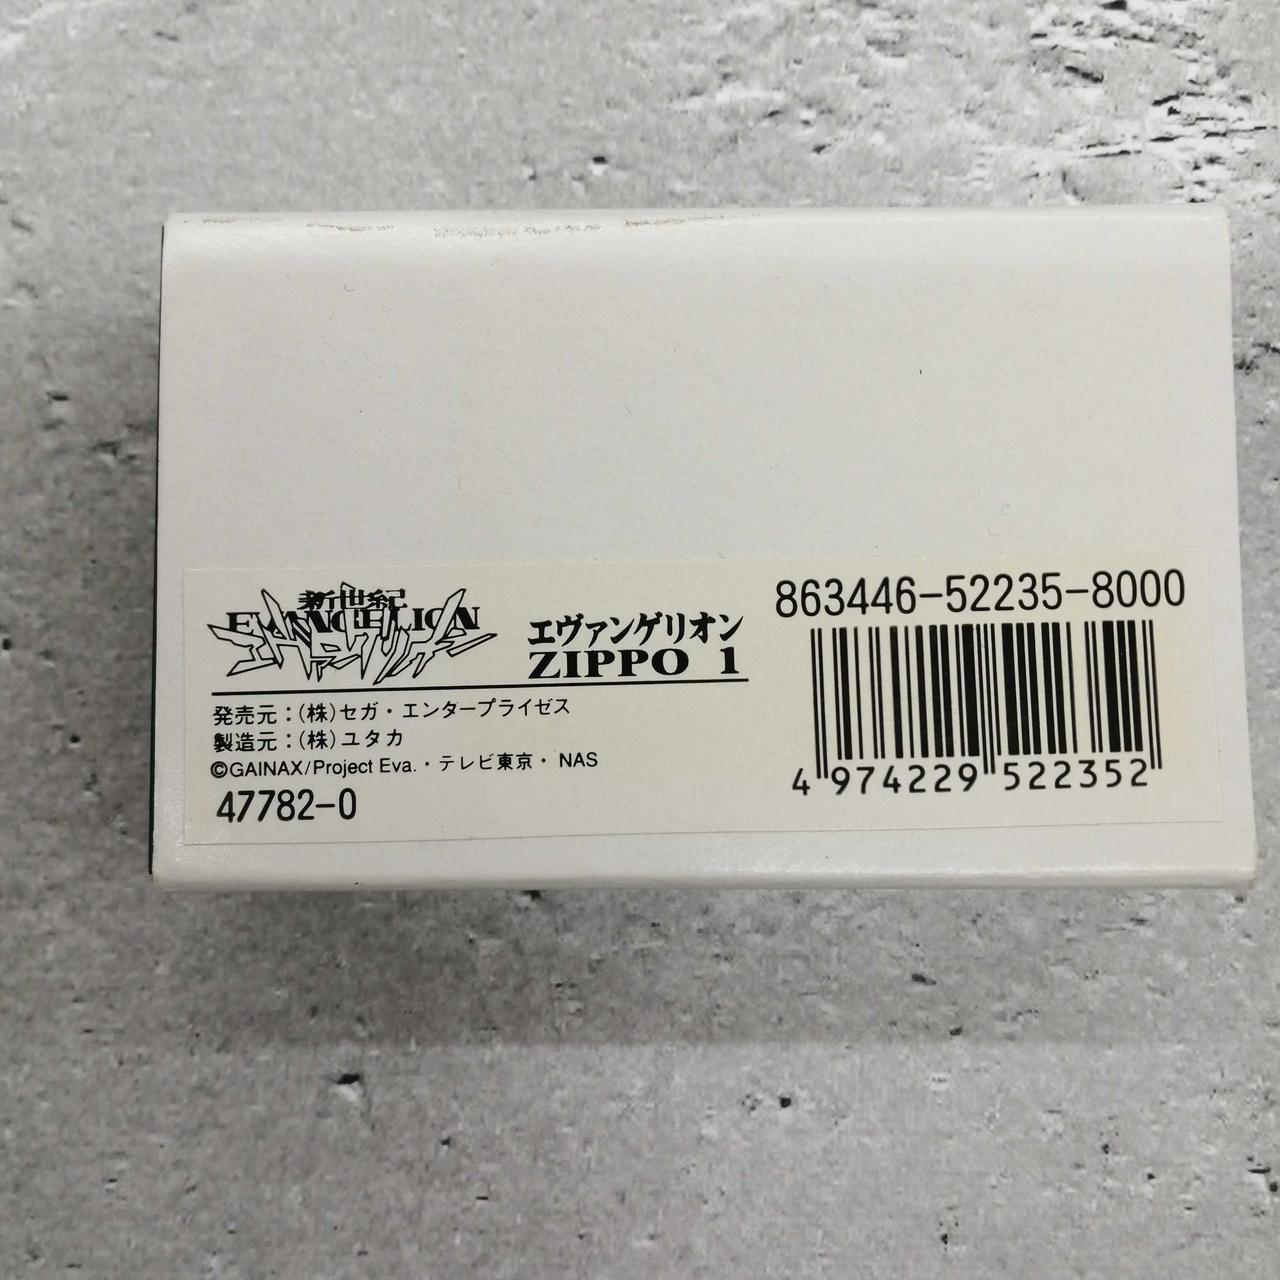 新世紀
EVANGELION
エヴァンゲリオン
エヴァンゲリオン
ZIPPO 1
発売元：(株)セガ・エンタープライゼス
製造元：(株)ユタカ
©GAINAX/Project Eva.・テレビ東京・NAS
47782-0
863446-52235-8000
4 974229 522352